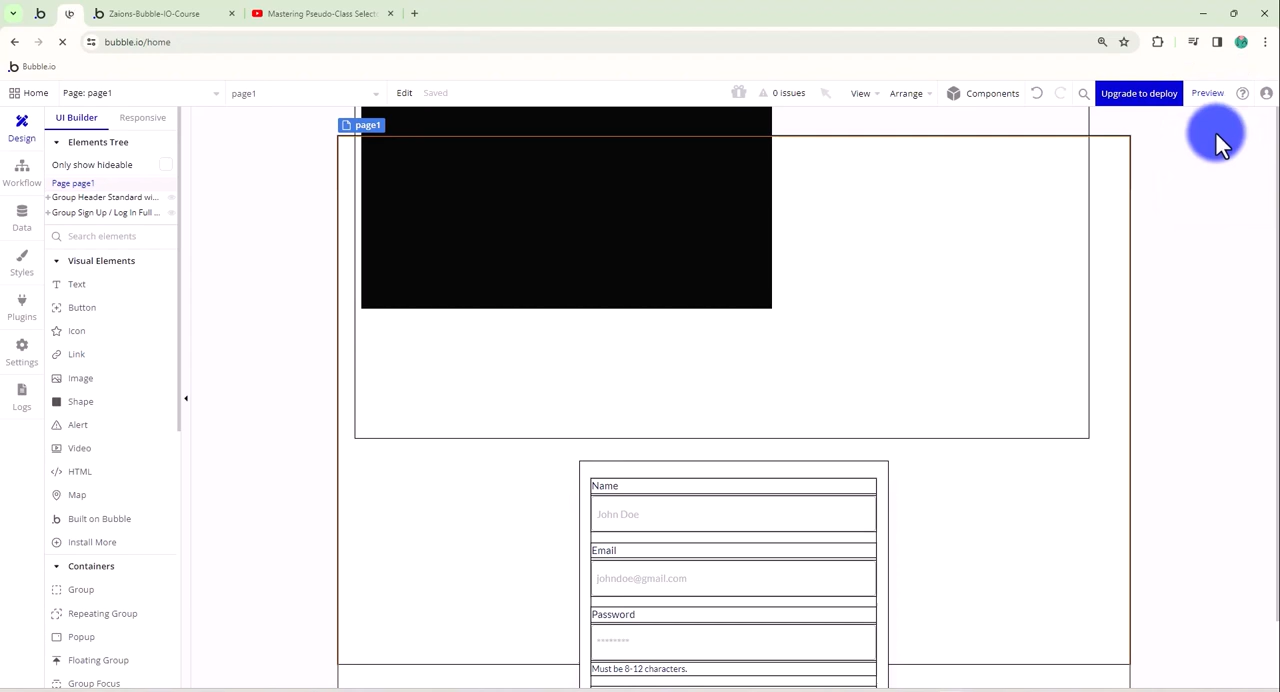 Zaions-Bubble-IO-Course
Mastering Pseudo-Class Select
bubble.io/home
Bubble.io
Home
Page: page1
page1
Edit
Saved
0 issues
View
Arrange
Components
Upgrade to deploy
Preview
Design
UI Builder
Responsive
page1
Elements Tree
Only show hideable
Workflow
Page page1
Group Header Standard wi...
Group Sign Up / Log In Full ...
Data
Search elements
Visual Elements
Styles
Text
Button
Plugins
Icon
Link
Settings
Image
Shape
Logs
Alert
Video
HTML
Map
Built on Bubble
Install More
Containers
Group
Repeating Group
Popup
Floating Group
Group Focus
Name
John Doe
Email
johndoe@gmail.com
Password
********
Must be 8-12 characters.